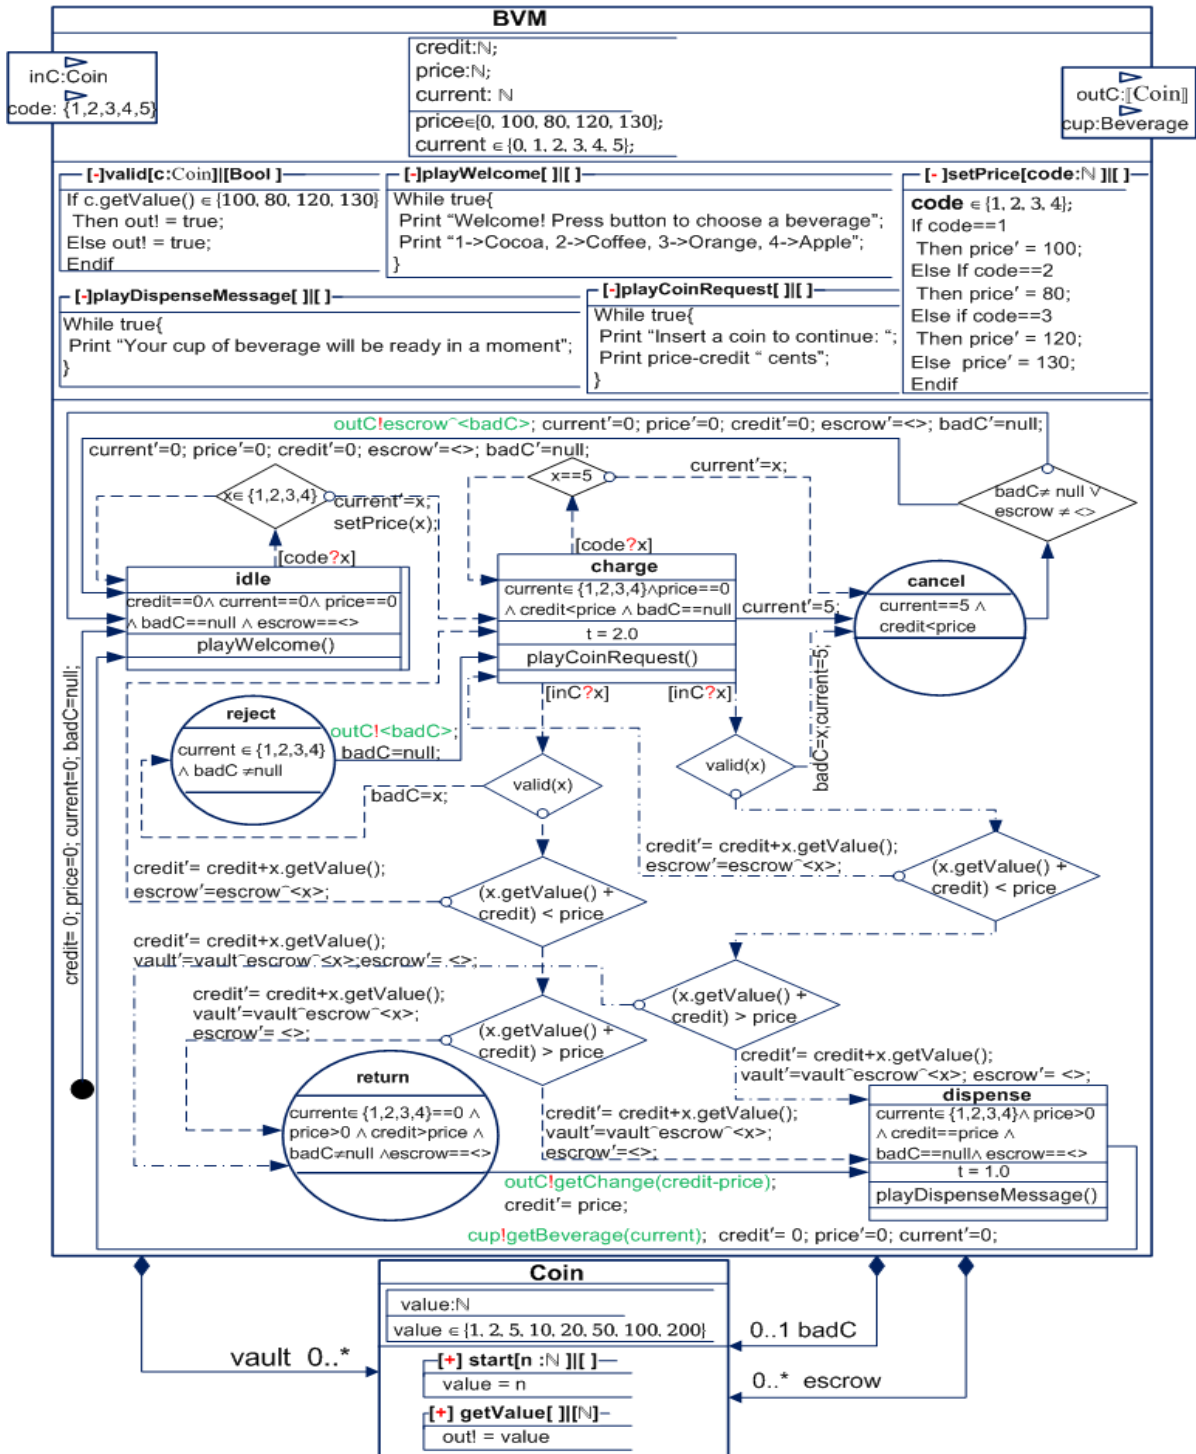 BVM
inC:Coin
code: {1,2,3,4,5}
credit:ℕ;
price:ℕ;
current: ℕ
price∈{0, 100, 80, 120, 130};
current ∈ {0, 1, 2, 3, 4, 5};
outC:⟦Coin⟧
cup:Beverage
[-]valid[c:Coin]|[Bool ]
If c.getValue() ∈ {100, 80, 120, 130}
Then out! = true;
Else out! = true;
Endif
[-]playWelcome[ ]|[ ]
While true{
Print “Welcome! Press button to choose a beverage”;
Print “1->Cocoa, 2->Coffee, 3->Orange, 4->Apple”;
}
[- ]setPrice[code:ℕ ]|[ ]
code ∈ {1, 2, 3, 4};
If code==1
Then price′ = 100;
Else If code==2
Then price′ = 80;
Else if code==3
Then price′ = 120;
Else price′ = 130;
Endif
[-]playDispenseMessage[ ]|[ ]
While true{
Print “Your cup of beverage will be ready in a moment”;
}
[-]playCoinRequest[ ]|[ ]
While true{
Print “Insert a coin to continue: “;
Print price-credit “ cents”;
}
outC!escrow⌢<badC>; current′=0; price′=0; credit′=0; escrow′=<>; badC′=null;
current′=0; price′=0; credit′=0; escrow′=<>; badC′=null;
x∈ {1,2,3,4}
current′=x;
setPrice(x);
[code?x]
x==5
current′=x;
[code?x]
badC≠ null ∨
escrow ≠ <>
idle
credit==0∧ current==0∧ price==0
∧ badC==null ∧ escrow==<>
playWelcome()
charge
current∈ {1,2,3,4}∧price==0
∧ credit<price ∧ badC==null
t = 2.0
playCoinRequest()
current′=5;
cancel
current==5 ∧
credit<price
[inC?x]
[inC?x]
reject
current ∈ {1,2,3,4}
∧ badC ≠null
outC!<badC>;
badC=null;
badC=x;
valid(x)
valid(x)
badC=x;current=5;
credit= 0; price=0; current=0; badC=null;
credit′= credit+x.getValue();
escrow′=escrow⌢<x>;
(x.getValue() +
credit) < price
credit′= credit+x.getValue();
escrow′=escrow⌢<x>;
(x.getValue() +
credit) < price
credit′= credit+x.getValue();
vault′=vault⌢escrow⌢<x>;escrow′= <>;
credit′= credit+x.getValue();
vault′=vault⌢escrow⌢<x>;
escrow′= <>;
(x.getValue() +
credit) > price
(x.getValue() +
credit) > price
credit′= credit+x.getValue();
vault′=vault⌢escrow⌢<x>; escrow′= <>;
return
current∈ {1,2,3,4}==0 ∧
price>0 ∧ credit>price ∧
badC≠null ∧escrow==<>
credit′= credit+x.getValue();
vault′=vault⌢escrow⌢<x>;
escrow′=<>;
dispense
current∈ {1,2,3,4}∧ price>0
∧ credit==price ∧
badC==null∧ escrow==<>
t = 1.0
playDispenseMessage()
outC!getChange(credit-price);
credit′= price;
cup!getBeverage(current); credit′= 0; price′=0; current′=0;
Coin
value:ℕ
value ∈ {1, 2, 5, 10, 20, 50, 100, 200}
[+] start[n :ℕ ]|[ ]
value = n
[+] getValue[ ]|[ℕ]
out! = value
vault 0..*
0..1 badC
0..* escrow